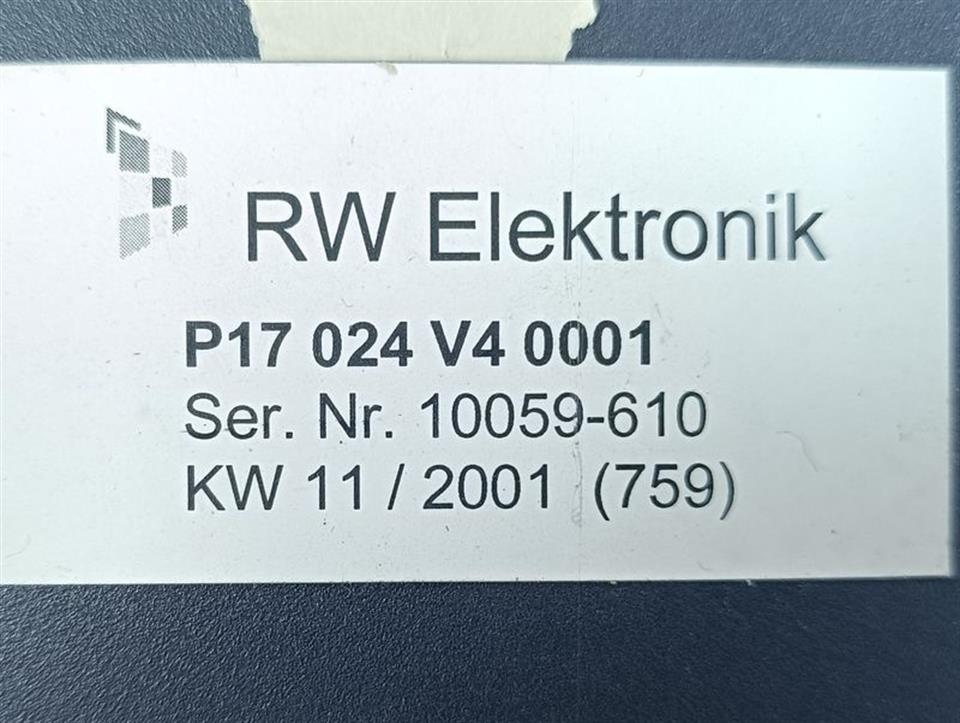 RW Elektronik
P17 024 V4 0001
Ser. Nr. 10059-610
KW 11 / 2001 (759)